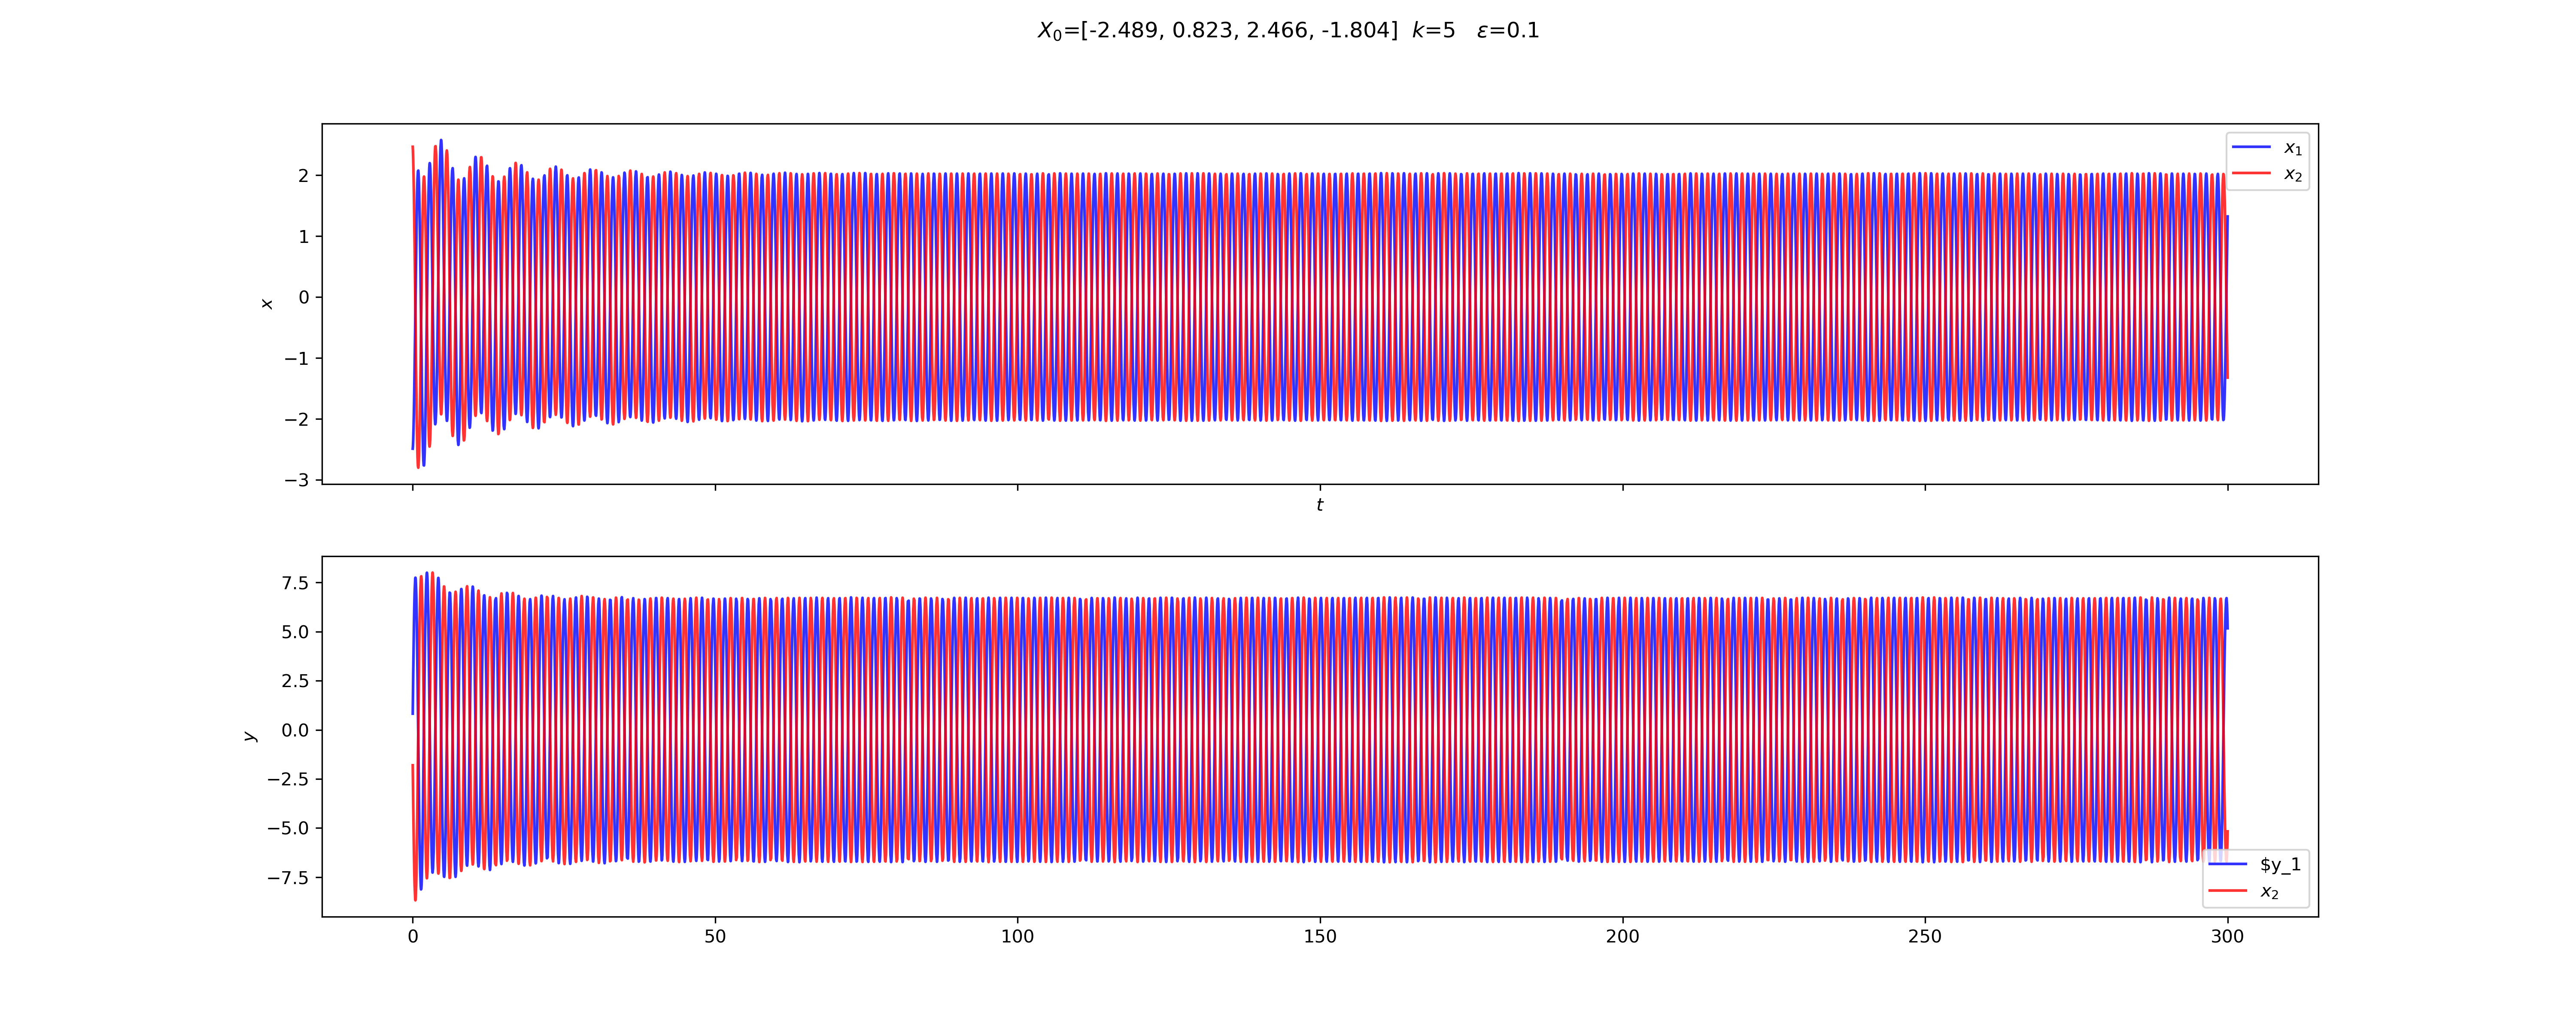 X₀=[-2.489, 0.823, 2.466, -1.804] k=5 ε=0.1
x₁
x₂
2
1
0
−1
−2
−3
x
t
7.5
5.0
2.5
0.0
−2.5
−5.0
−7.5
y
$y_1
x₂
0 50 100 150 200 250 300